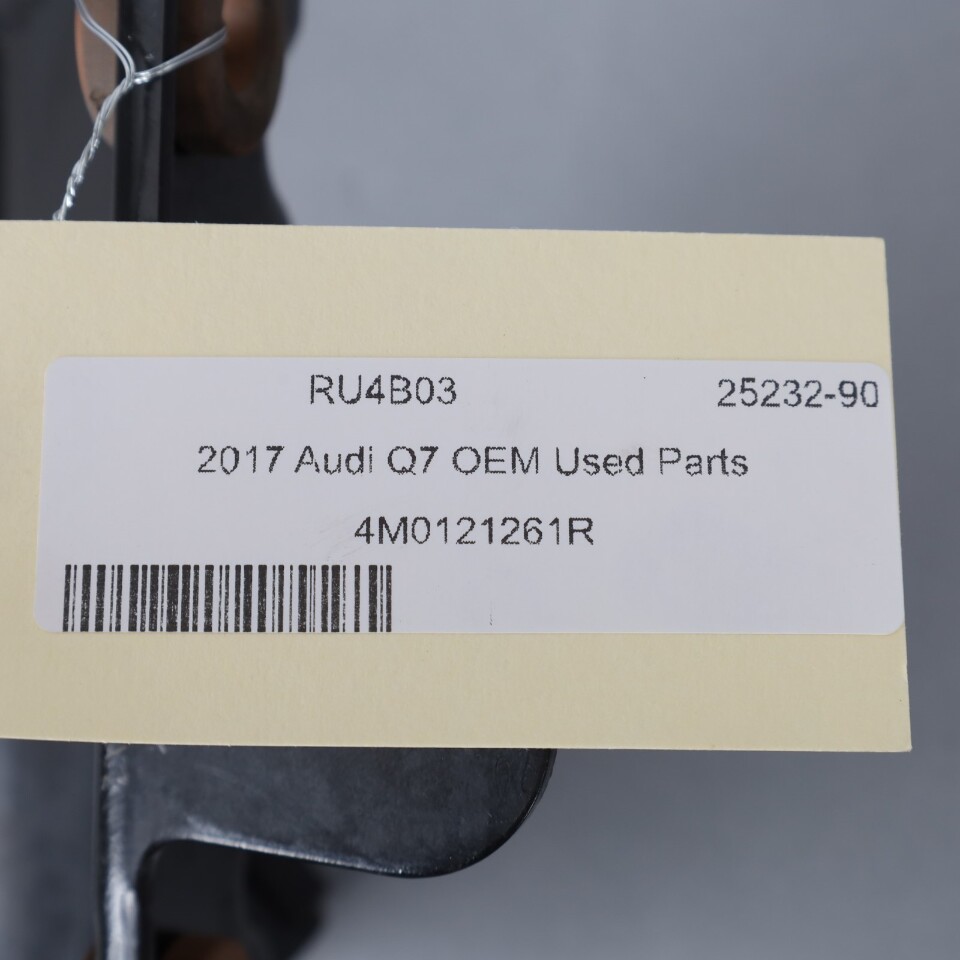 RU4B03 25232-90
2017 Audi Q7 OEM Used Parts
4M0121261R